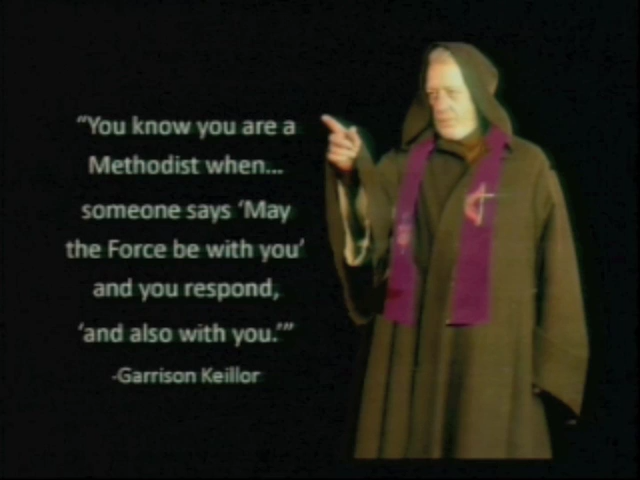 “You know you are a
Methodist when...
someone says ‘May
the Force be with you’
and you respond,
‘and also with you.’”
-Garrison Keillor